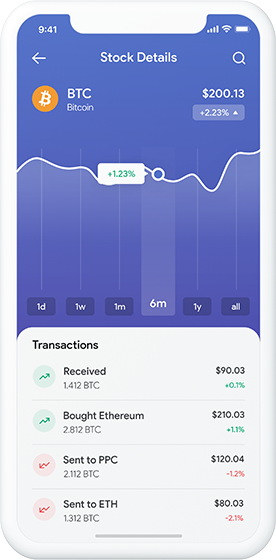 9:41
Stock Details
BTC $200.13
Bitcoin +2.23%
+1.23%
1d 1w 1m 6m 1y all
Transactions
Received $90.03
1.412 BTC +0.1%
Bought Ethereum $210.03
2.812 BTC +1.1%
Sent to PPC $120.04
2.112 BTC -1.2%
Sent to ETH $80.03
1.312 BTC -2.1%